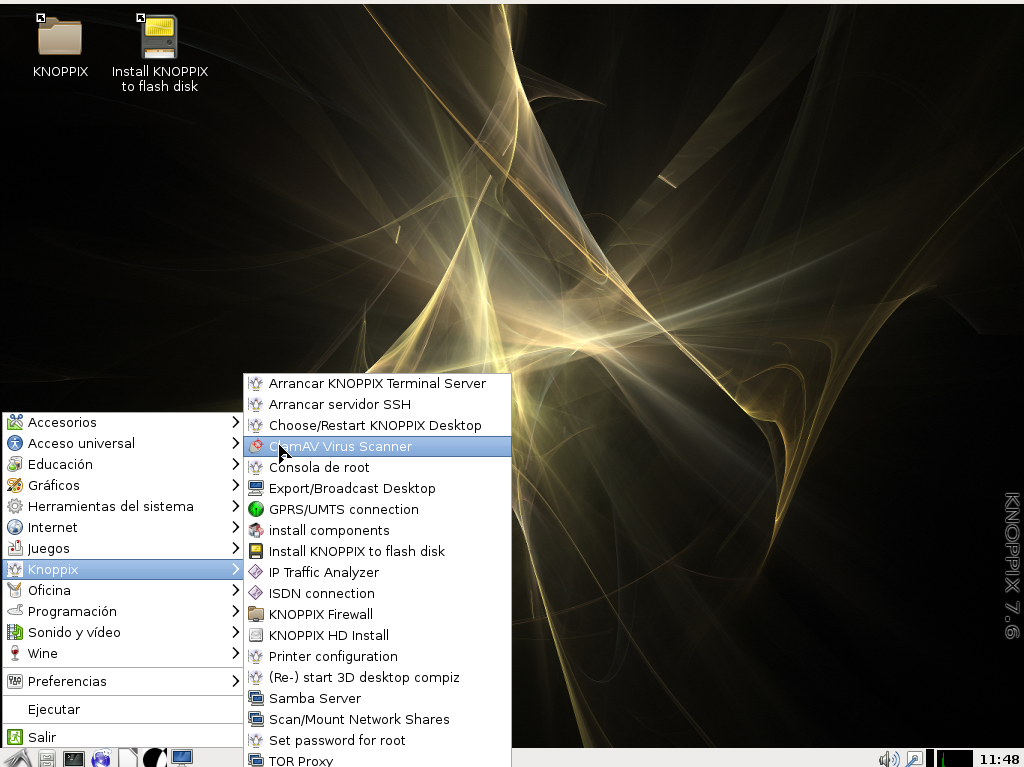 KNOPPIX
Install KNOPPIX
to flash disk
Accesorios
Acceso universal
Educación
Gráficos
Herramientas del sistema
Internet
Juegos
Knoppix
Oficina
Programación
Sonido y vídeo
Wine
Preferencias
Ejecutar
Salir
Arrancar KNOPPIX Terminal Server
Arrancar servidor SSH
Choose/Restart KNOPPIX Desktop
ClamAV Virus Scanner
Consola de root
Export/Broadcast Desktop
GPRS/UMTS connection
install components
Install KNOPPIX to flash disk
IP Traffic Analyzer
ISDN connection
KNOPPIX Firewall
KNOPPIX HD Install
Printer configuration
(Re-) start 3D desktop compiz
Samba Server
Scan/Mount Network Shares
Set password for root
TOR Proxy
KNOPPIX 7.6
11:48